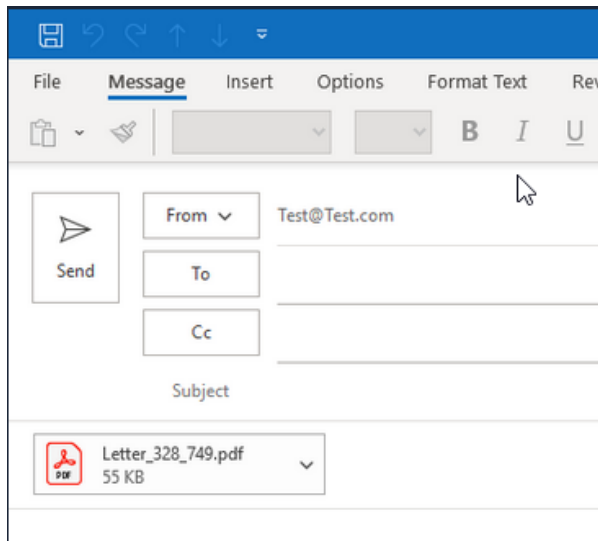 File Message Insert Options Format Text Rev
B I U
From Test@Test.com
Send
To
Cc
Subject
PDF
Letter_328_749.pdf
55 KB